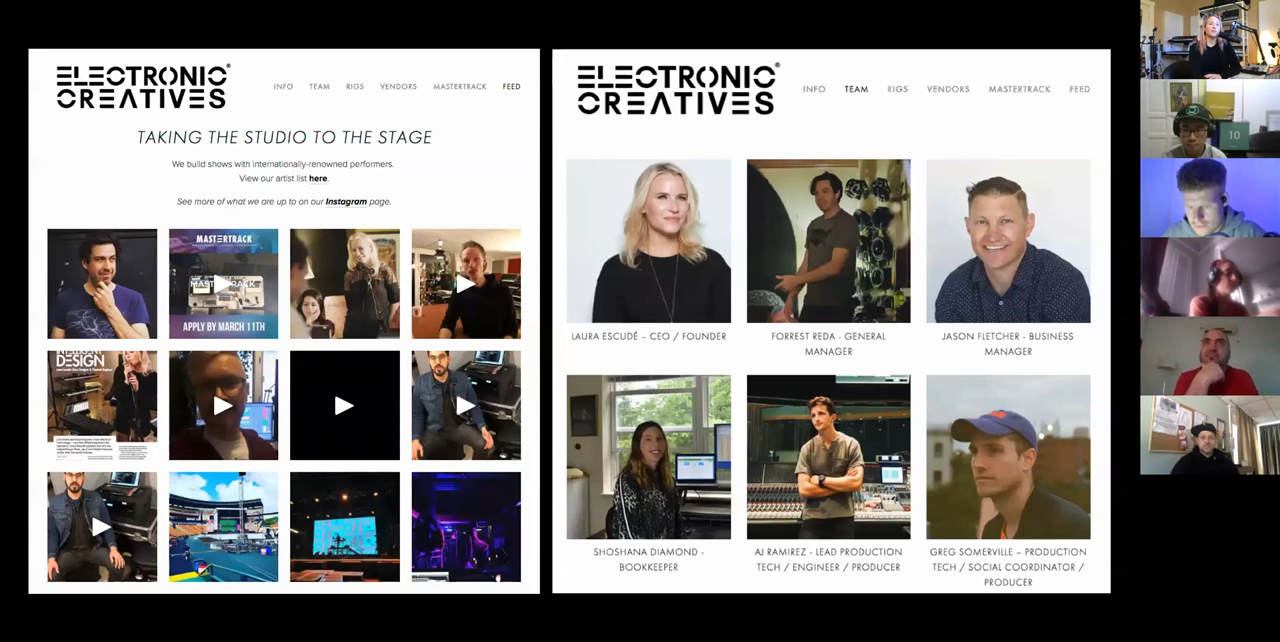 ELECTRONIC®
CREATIVES
INFO TEAM RIGS VENDORS MASTERTRACK FEED
TAKING THE STUDIO TO THE STAGE
We build shows with internationally-renowned performers.
View our artist list here.
See more of what we are up to on our Instagram page.
MASTERTRACK
APPLY BY MARCH 11TH
INTELLIGENT
DESIGN
ELECTRONIC®
CREATIVES
INFO TEAM RIGS VENDORS MASTERTRACK FEED
LAURA ESCUDÉ – CEO / FOUNDER
FORREST REDA - GENERAL
MANAGER
JASON FLETCHER - BUSINESS
MANAGER
SHOSHANA DIAMOND -
BOOKKEEPER
AJ RAMIREZ - LEAD PRODUCTION
TECH / ENGINEER / PRODUCER
GREG SOMERVILLE – PRODUCTION
TECH / SOCIAL COORDINATOR /
PRODUCER
10